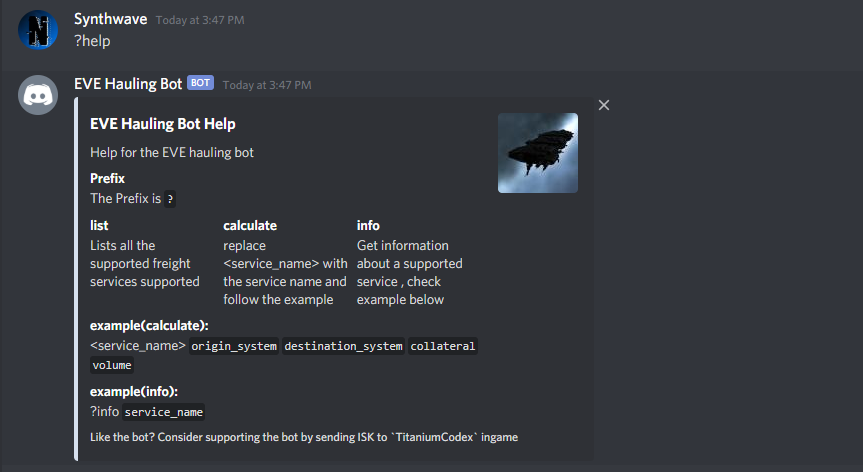 Synthwave Today at 3:47 PM
?help
EVE Hauling Bot BOT Today at 3:47 PM
EVE Hauling Bot Help
Help for the EVE hauling bot
Prefix
The Prefix is ?
list
Lists all the
supported freight
services supported
calculate
replace
<service_name> with
the service name and
follow the example
info
Get information
about a supported
service , check
example below
example(calculate):
<service_name> origin_system destination_system collateral
volume
example(info):
?info service_name
Like the bot? Consider supporting the bot by sending ISK to `TitaniumCodex` ingame